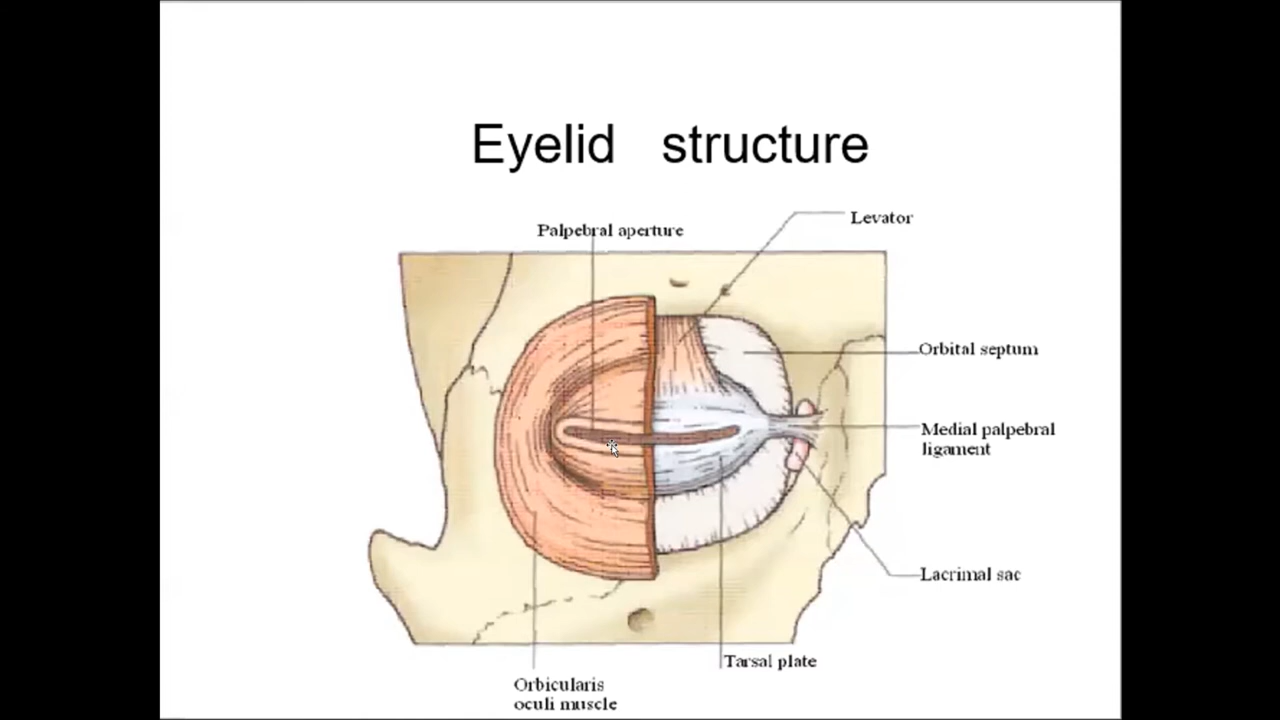 Eyelid structure
Levator
Palpebral aperture
Orbital septum
Medial palpebral
ligament
Lacrimal sac
Tarsal plate
Orbicularis
oculi muscle